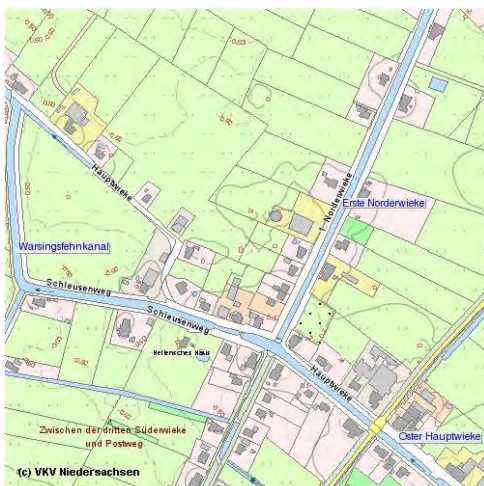 Hauptwieke
1. Norderwieke
Erste Norderwieke
Warsingsfehnkanal
Schleusenweg
Schleusenweg
Hellensches Haus
Hauptwieke
Zwischen der dritten Süderwieke
und Postweg
Oster Hauptwieke
(c) VKV Niedersachsen